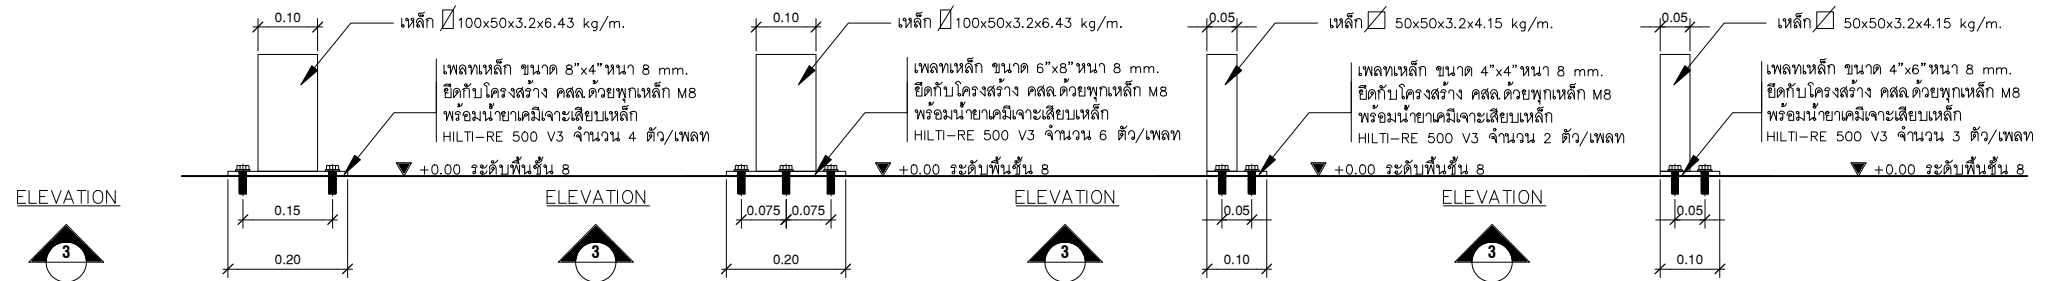 0.10
เหล็ก 100x50x3.2x6.43 kg/m.
เพลทเหล็ก ขนาด 8"x4"หนา 8 mm.
ยึดกับโครงสร้าง คสล.ด้วยพุกเหล็ก M8
พร้อมน้ำยาเคมีเจาะเสียบเหล็ก
HILTI-RE 500 V3 จำนวน 4 ตัว/เพลท
+0.00 ระดับพื้นชั้น 8
0.15
0.20
ELEVATION
3
0.10
เหล็ก 100x50x3.2x6.43 kg/m.
เพลทเหล็ก ขนาด 6"x8"หนา 8 mm.
ยึดกับโครงสร้าง คสล.ด้วยพุกเหล็ก M8
พร้อมน้ำยาเคมีเจาะเสียบเหล็ก
HILTI-RE 500 V3 จำนวน 6 ตัว/เพลท
+0.00 ระดับพื้นชั้น 8
0.075 0.075
0.20
ELEVATION
3
0.05
เหล็ก 50x50x3.2x4.15 kg/m.
เพลทเหล็ก ขนาด 4"x4"หนา 8 mm.
ยึดกับโครงสร้าง คสล.ด้วยพุกเหล็ก M8
พร้อมน้ำยาเคมีเจาะเสียบเหล็ก
HILTI-RE 500 V3 จำนวน 2 ตัว/เพลท
+0.00 ระดับพื้นชั้น 8
0.05
0.10
ELEVATION
3
0.05
เหล็ก 50x50x3.2x4.15 kg/m.
เพลทเหล็ก ขนาด 4"x6"หนา 8 mm.
ยึดกับโครงสร้าง คสล.ด้วยพุกเหล็ก M8
พร้อมน้ำยาเคมีเจาะเสียบเหล็ก
HILTI-RE 500 V3 จำนวน 3 ตัว/เพลท
+0.00 ระดับพื้นชั้น 8
0.05
0.10
ELEVATION
3